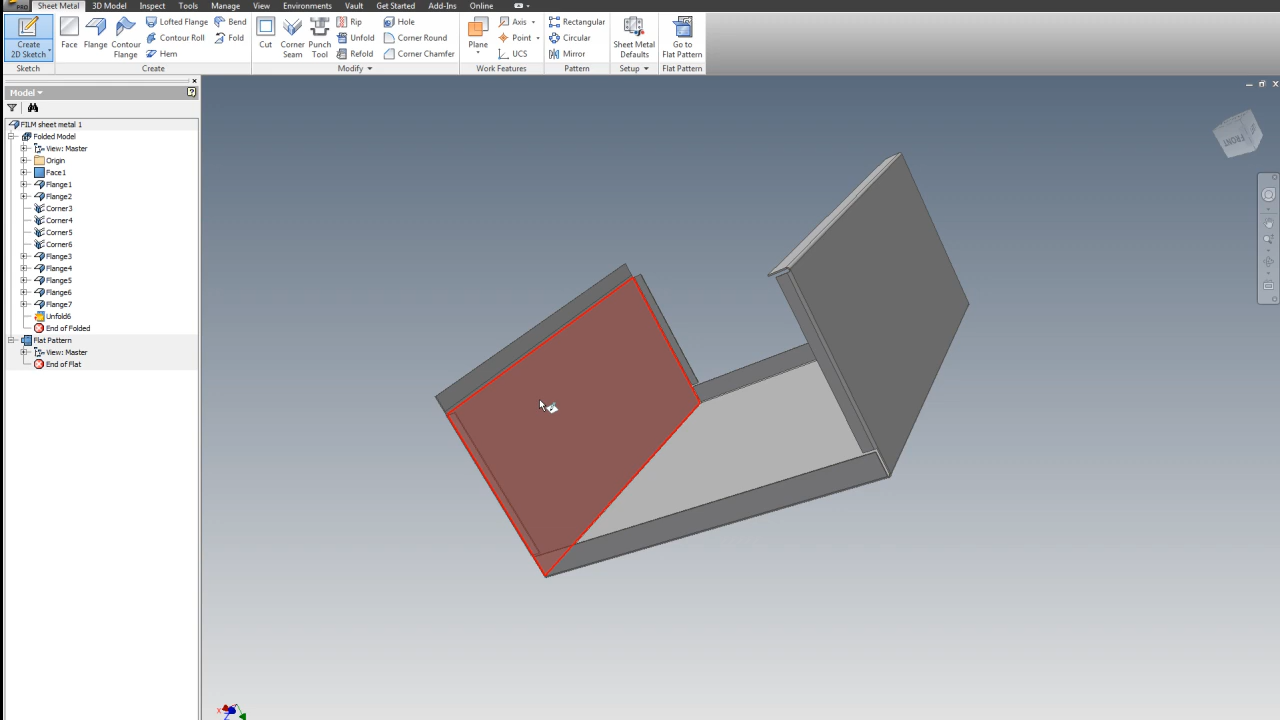 PRO Sheet Metal 3D Model Inspect Tools Manage View Environments Vault Get Started Add-Ins Online
Create
2D Sketch
Face
Flange
Contour
Flange
Lofted Flange
Contour Roll
Hem
Bend
Fold
Cut
Corner
Seam
Punch
Tool
Rip
Unfold
Refold
Hole
Corner Round
Corner Chamfer
Plane
Axis
Point
UCS
Rectangular
Circular
Mirror
Sheet Metal
Defaults
Go to
Flat Pattern
Sketch Create Modify Work Features Pattern Setup Flat Pattern
Model
FILM sheet metal 1
Folded Model
View: Master
Origin
Face1
Flange1
Flange2
Corner3
Corner4
Corner5
Corner6
Flange3
Flange4
Flange5
Flange6
Flange7
Unfold6
End of Folded
Flat Pattern
View: Master
End of Flat
FRONT
X
Z